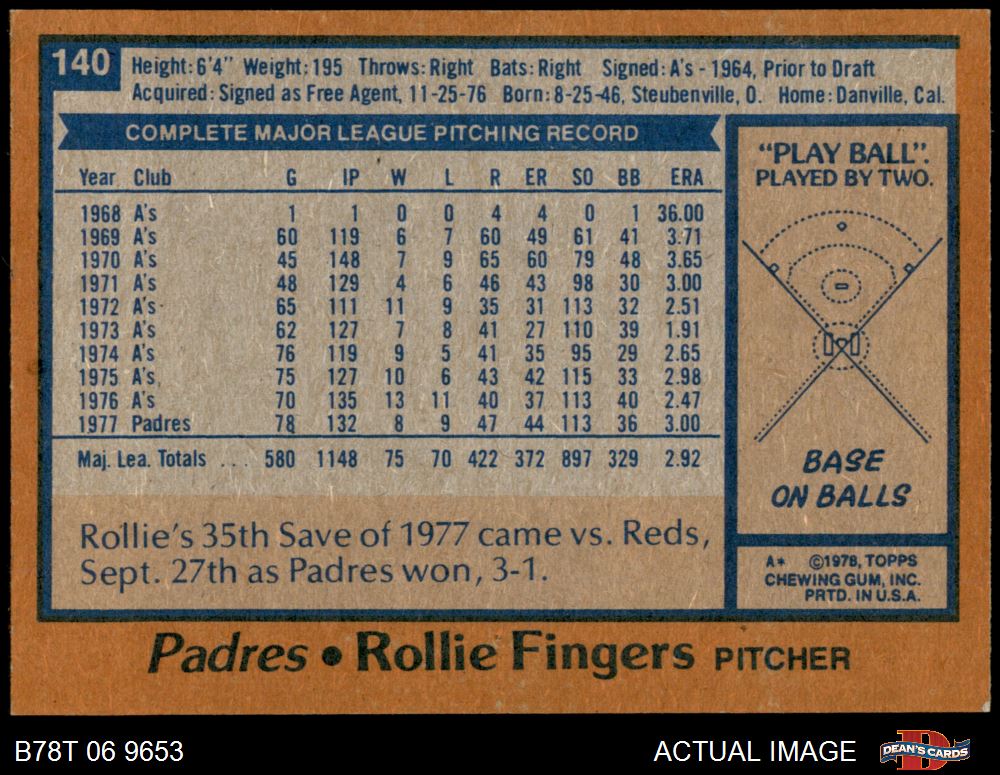 140
Height: 6'4" Weight: 195 Throws: Right Bats: Right Signed: A's - 1964, Prior to Draft
Acquired: Signed as Free Agent, 11-25-76 Born: 8-25-46, Steubenville, O. Home: Danville, Cal.
COMPLETE MAJOR LEAGUE PITCHING RECORD
Year Club G IP W L R ER SO BB ERA
1968 A's 1 1 0 0 4 4 0 1 36.00
1969 A's 60 119 6 7 60 49 61 41 3.71
1970 A's 45 148 7 9 65 60 79 48 3.65
1971 A's 48 129 4 6 46 43 98 30 3.00
1972 A's 65 111 11 9 35 31 113 32 2.51
1973 A's 62 127 7 8 41 27 110 39 1.91
1974 A's 76 119 9 5 41 35 95 29 2.65
1975 A's 75 127 10 6 43 42 115 33 2.98
1976 A's 70 135 13 11 40 37 113 40 2.47
1977 Padres 78 132 8 9 47 44 113 36 3.00
Maj. Lea. Totals ... 580 1148 75 70 422 372 897 329 2.92
Rollie's 35th Save of 1977 came vs. Reds,
Sept. 27th as Padres won, 3-1.
"PLAY BALL".
PLAYED BY TWO.
BASE
ON BALLS
A* ©1978, TOPPS
CHEWING GUM, INC.
PRTD. IN U.S.A.
Padres • Rollie Fingers PITCHER
B78T 06 9653 ACTUAL IMAGE
D
DEAN'S CARDS